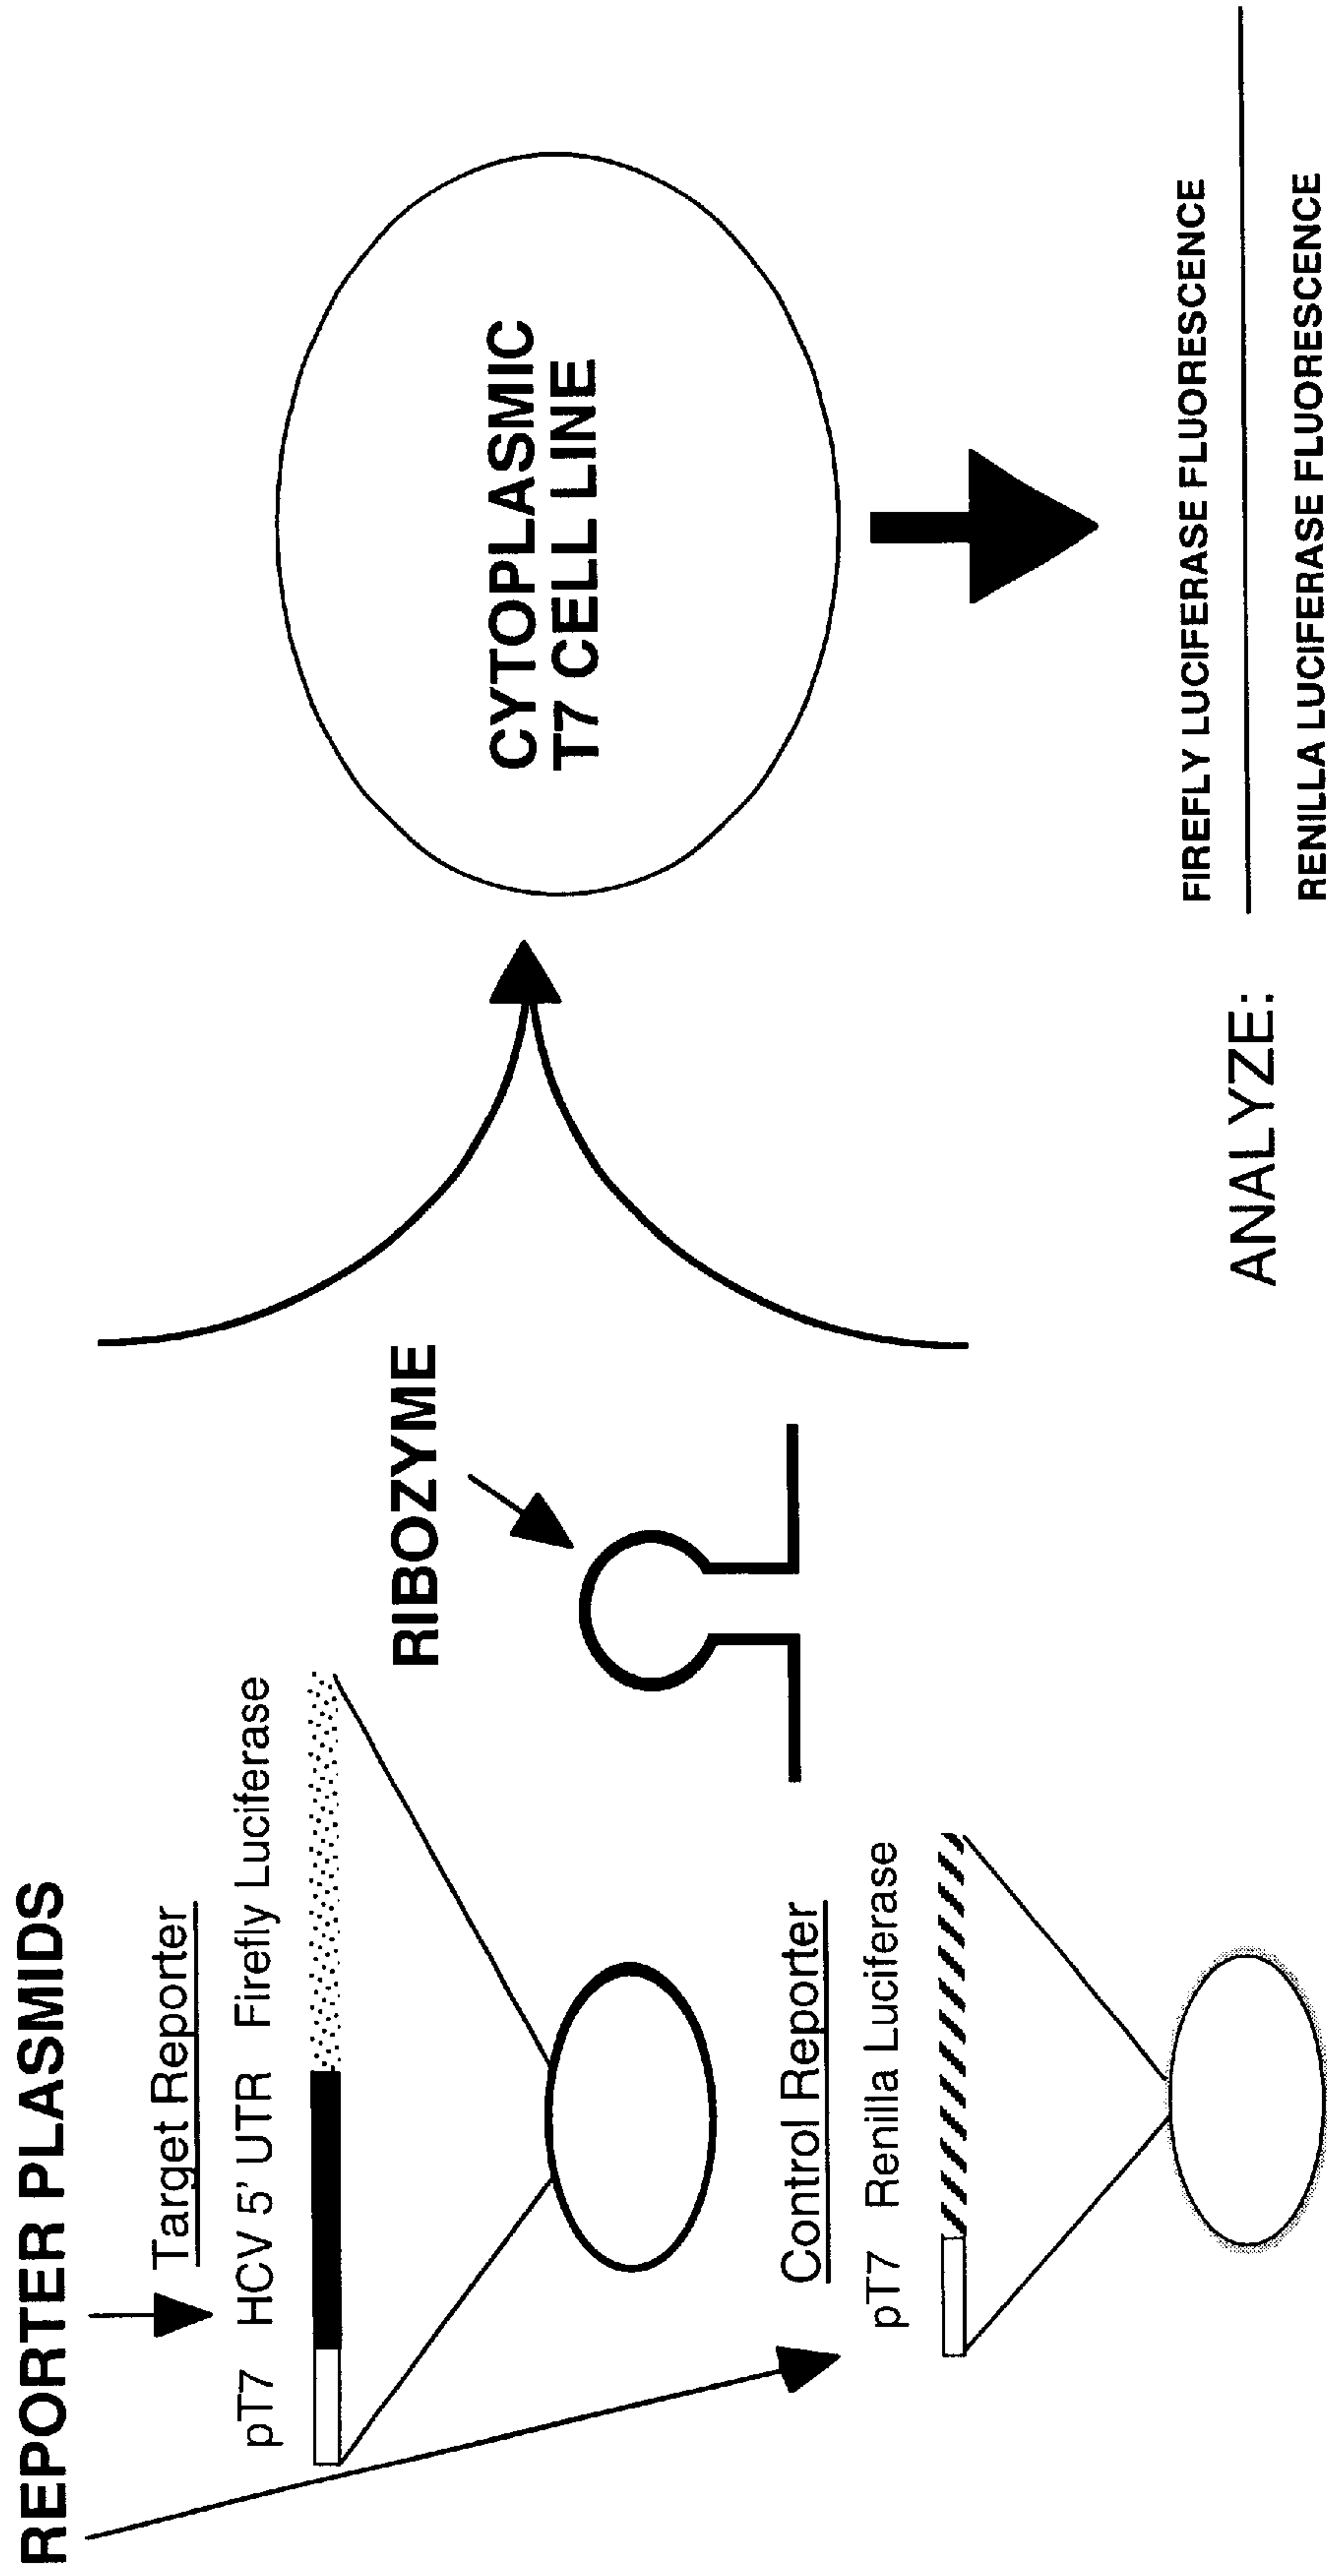 REPORTER PLASMIDS
Target Reporter
pT7 HCV 5' UTR Firefly Luciferase
RIBOZYME
Control Reporter
pT7 Renilla Luciferase
CYTOPLASMIC
T7 CELL LINE
ANALYZE:
FIREFLY LUCIFERASE FLUORESCENCE
RENILLA LUCIFERASE FLUORESCENCE